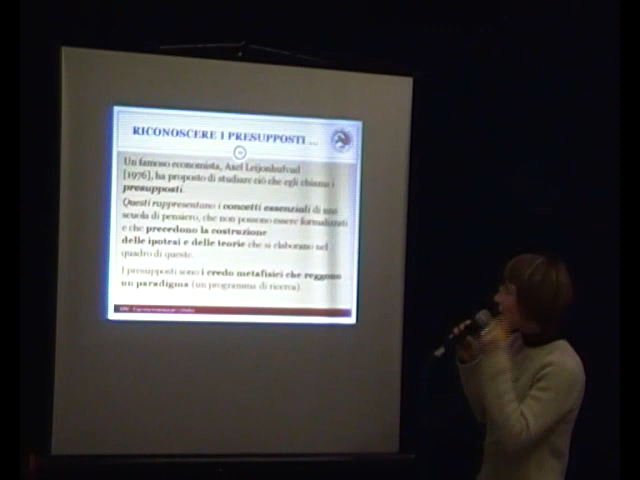 RICONOSCERE I PRESUPPOSTI ...
Un famoso economista, Axel Leijonhufvud
[1976], ha proposto di studiare ciò che egli chiama i
presupposti.
Questi rappresentano i concetti essenziali di una
scuola di pensiero, che non possono essere formalizzati
e che precedono la costruzione
delle ipotesi e delle teorie che si elaborano nel
quadro di queste.
I presupposti sono i credo metafisici che reggono
un paradigma (un programma di ricerca).